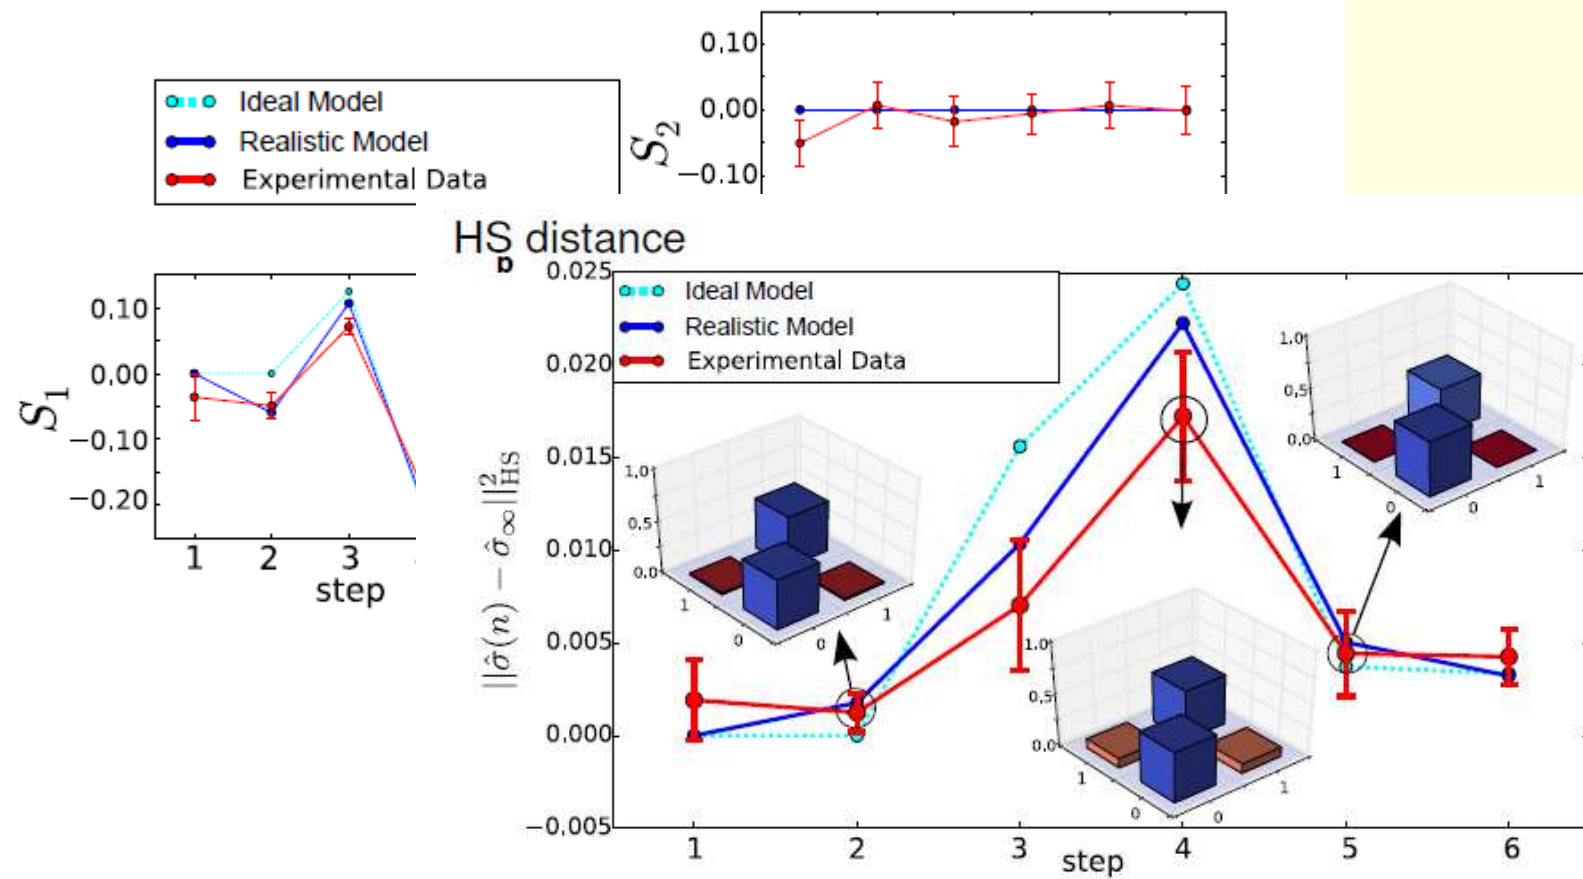 0.10
0.00
−0.10
S2
Ideal Model
Realistic Model
Experimental Data
HS distance
0.10
0.00
−0.10
−0.20
S1
1 2 3
step
0.025
0.020
0.015
0.010
0.005
0.000
−0.005
||σ̂(n) − σ̂∞||²HS
Ideal Model
Realistic Model
Experimental Data
1.0
0.5
0.0
1
0
0
1
1.0
0.5
0.0
1
0
0
1
1.0
0.5
0.0
1
0
0
1
1 2 3 4 5 6
step